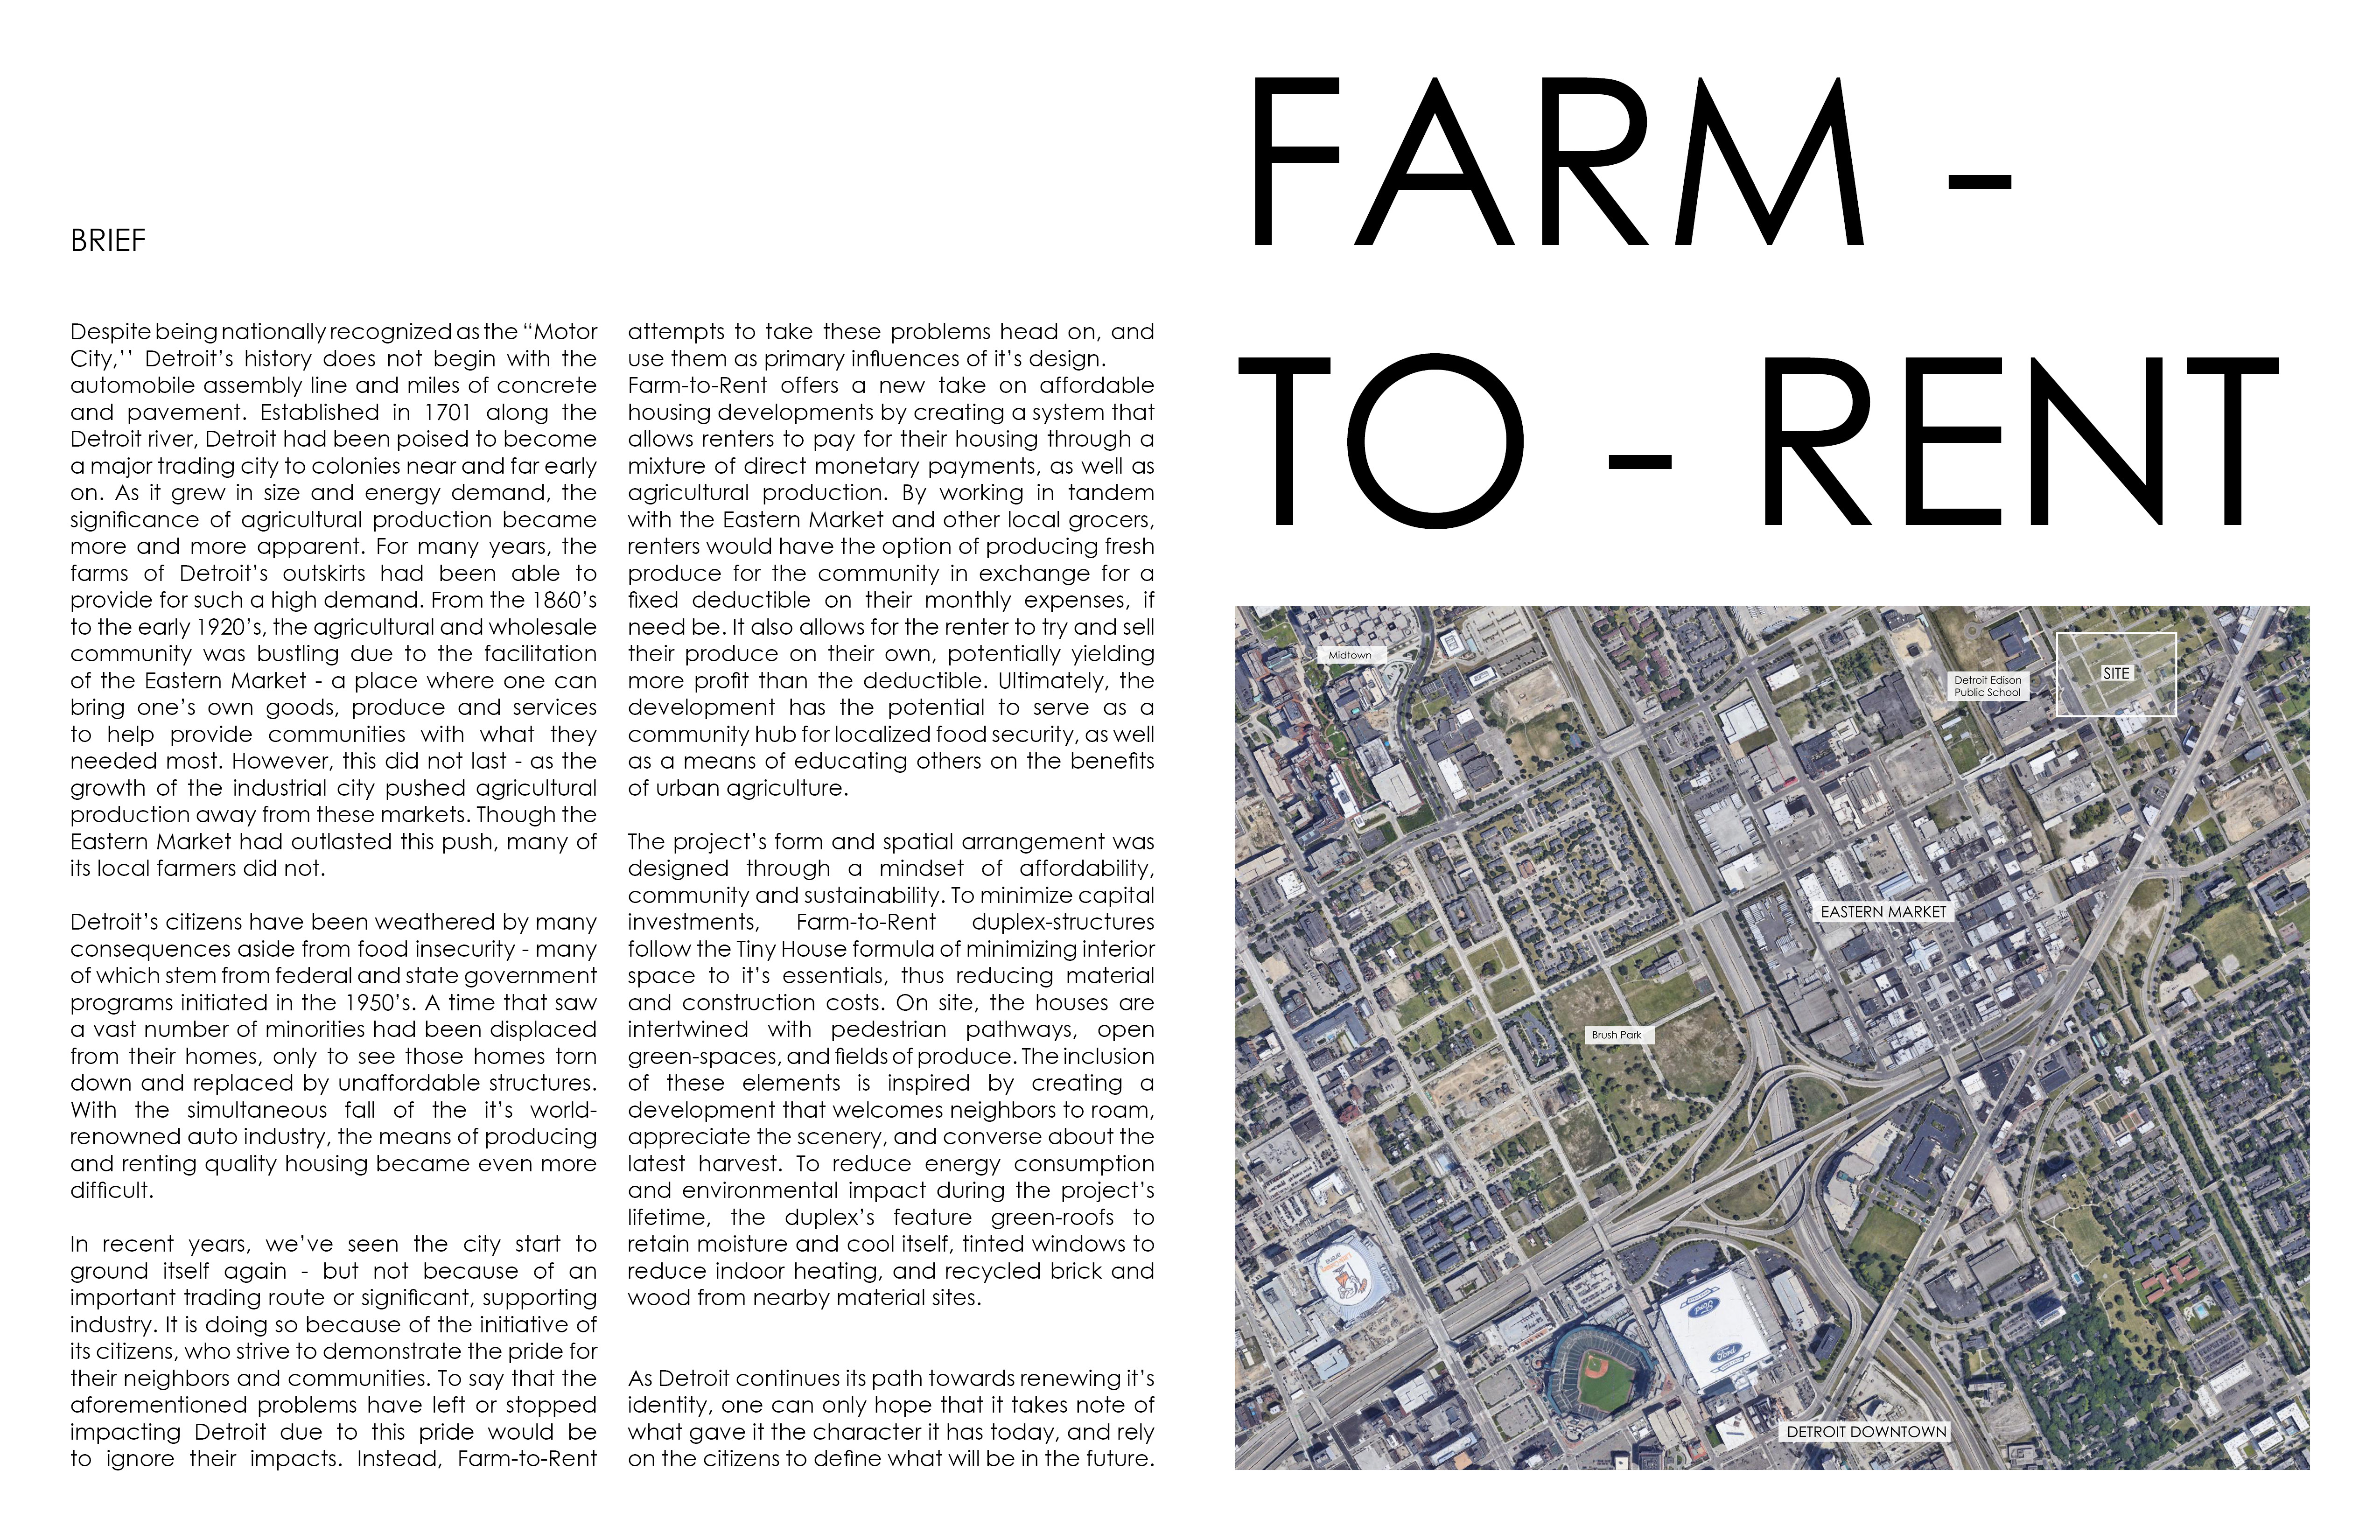 FARM -
TO - RENT
BRIEF
Despite being nationally recognized as the “Motor
City,’’ Detroit’s history does not begin with the
automobile assembly line and miles of concrete
and pavement. Established in 1701 along the
Detroit river, Detroit had been poised to become
a major trading city to colonies near and far early
on. As it grew in size and energy demand, the
significance of agricultural production became
more and more apparent. For many years, the
farms of Detroit’s outskirts had been able to
provide for such a high demand. From the 1860’s
to the early 1920’s, the agricultural and wholesale
community was bustling due to the facilitation
of the Eastern Market - a place where one can
bring one’s own goods, produce and services
to help provide communities with what they
needed most. However, this did not last - as the
growth of the industrial city pushed agricultural
production away from these markets. Though the
Eastern Market had outlasted this push, many of
its local farmers did not.
Detroit’s citizens have been weathered by many
consequences aside from food insecurity - many
of which stem from federal and state government
programs initiated in the 1950’s. A time that saw
a vast number of minorities had been displaced
from their homes, only to see those homes torn
down and replaced by unaffordable structures.
With the simultaneous fall of the it’s world-
renowned auto industry, the means of producing
and renting quality housing became even more
difficult.
In recent years, we’ve seen the city start to
ground itself again - but not because of an
important trading route or significant, supporting
industry. It is doing so because of the initiative of
its citizens, who strive to demonstrate the pride for
their neighbors and communities. To say that the
aforementioned problems have left or stopped
impacting Detroit due to this pride would be
to ignore their impacts. Instead, Farm-to-Rent
attempts to take these problems head on, and
use them as primary influences of it’s design.
Farm-to-Rent offers a new take on affordable
housing developments by creating a system that
allows renters to pay for their housing through a
mixture of direct monetary payments, as well as
agricultural production. By working in tandem
with the Eastern Market and other local grocers,
renters would have the option of producing fresh
produce for the community in exchange for a
fixed deductible on their monthly expenses, if
need be. It also allows for the renter to try and sell
their produce on their own, potentially yielding
more profit than the deductible. Ultimately, the
development has the potential to serve as a
community hub for localized food security, as well
as a means of educating others on the benefits
of urban agriculture.
The project’s form and spatial arrangement was
designed through a mindset of affordability,
community and sustainability. To minimize capital
investments, Farm-to-Rent duplex-structures
follow the Tiny House formula of minimizing interior
space to it’s essentials, thus reducing material
and construction costs. On site, the houses are
intertwined with pedestrian pathways, open
green-spaces, and fields of produce. The inclusion
of these elements is inspired by creating a
development that welcomes neighbors to roam,
appreciate the scenery, and converse about the
latest harvest. To reduce energy consumption
and environmental impact during the project’s
lifetime, the duplex’s feature green-roofs to
retain moisture and cool itself, tinted windows to
reduce indoor heating, and recycled brick and
wood from nearby material sites.
As Detroit continues its path towards renewing it’s
identity, one can only hope that it takes note of
what gave it the character it has today, and rely
on the citizens to define what will be in the future.
Midtown
Detroit Edison
Public School
SITE
EASTERN MARKET
Brush Park
Ford
Ford
DETROIT DOWNTOWN